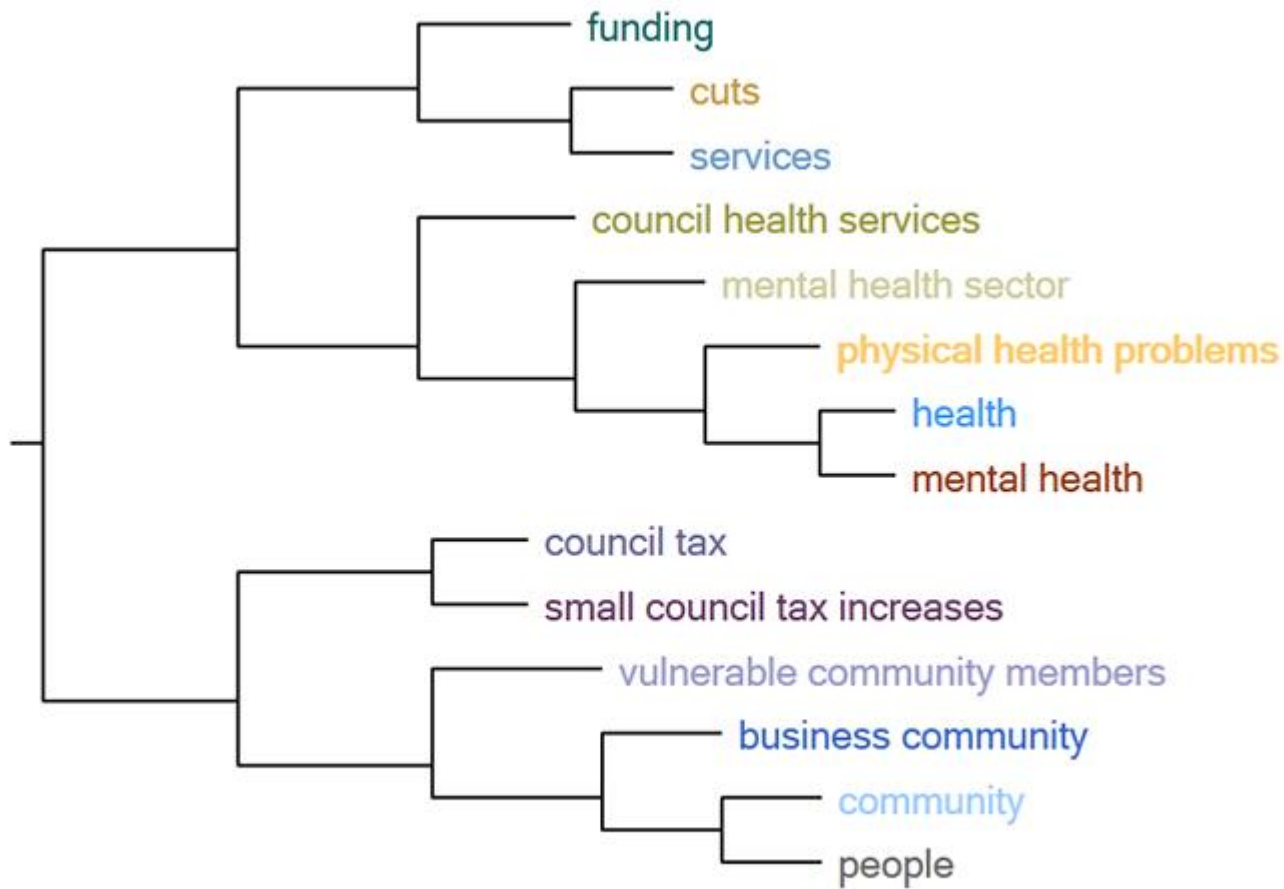 funding
cuts
services
council health services
mental health sector
physical health problems
health
mental health
council tax
small council tax increases
vulnerable community members
business community
community
people